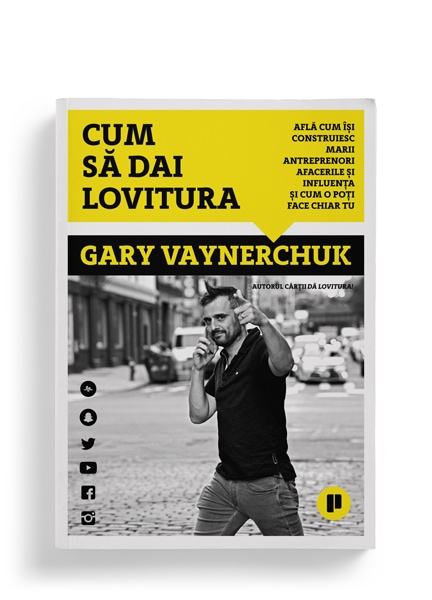 CUM
SĂ DAI
LOVITURA
AFLĂ CUM ÎȘI
CONSTRUIESC
MARII
ANTREPRENORI
AFACERILE ȘI
INFLUENȚA
ȘI CUM O POȚI
FACE CHIAR TU
GARY VAYNERCHUK
AUTORUL CĂRȚII DĂ LOVITURA!